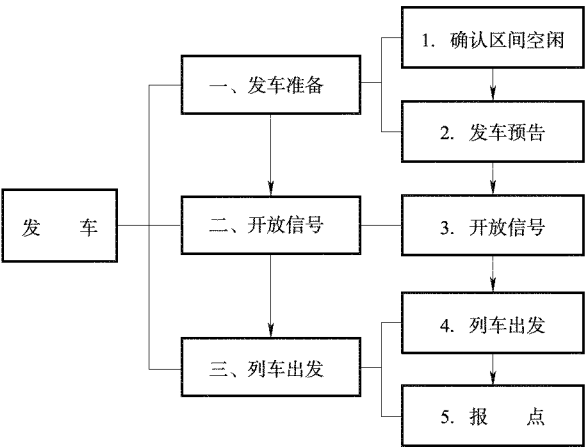 发 车
一、发车准备
二、开放信号
三、列车出发
1. 确认区间空闲
2. 发车预告
3. 开放信号
4. 列车出发
5. 报 点